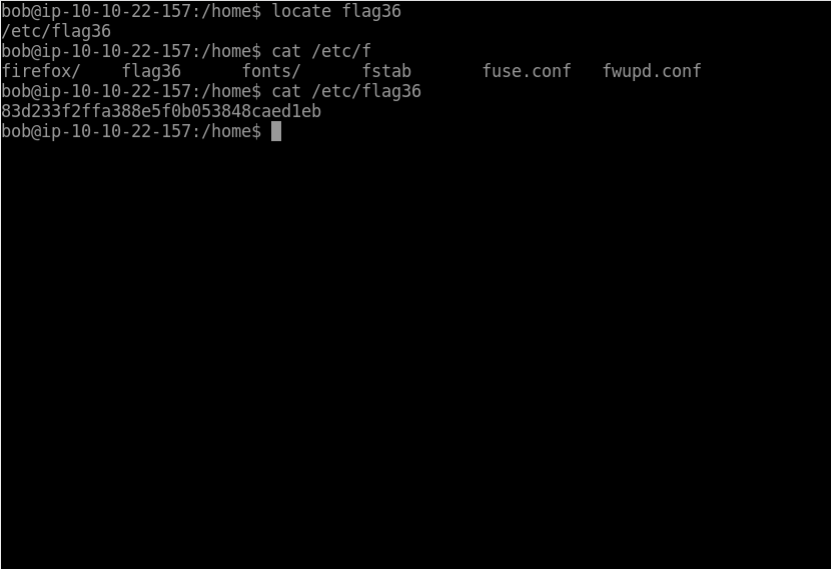 bob@ip-10-10-22-157:/home$ locate flag36
/etc/flag36
bob@ip-10-10-22-157:/home$ cat /etc/f
firefox/    flag36      fonts/      fstab       fuse.conf   fwupd.conf
bob@ip-10-10-22-157:/home$ cat /etc/flag36
83d233f2ffa388e5f0b053848caed1eb
bob@ip-10-10-22-157:/home$